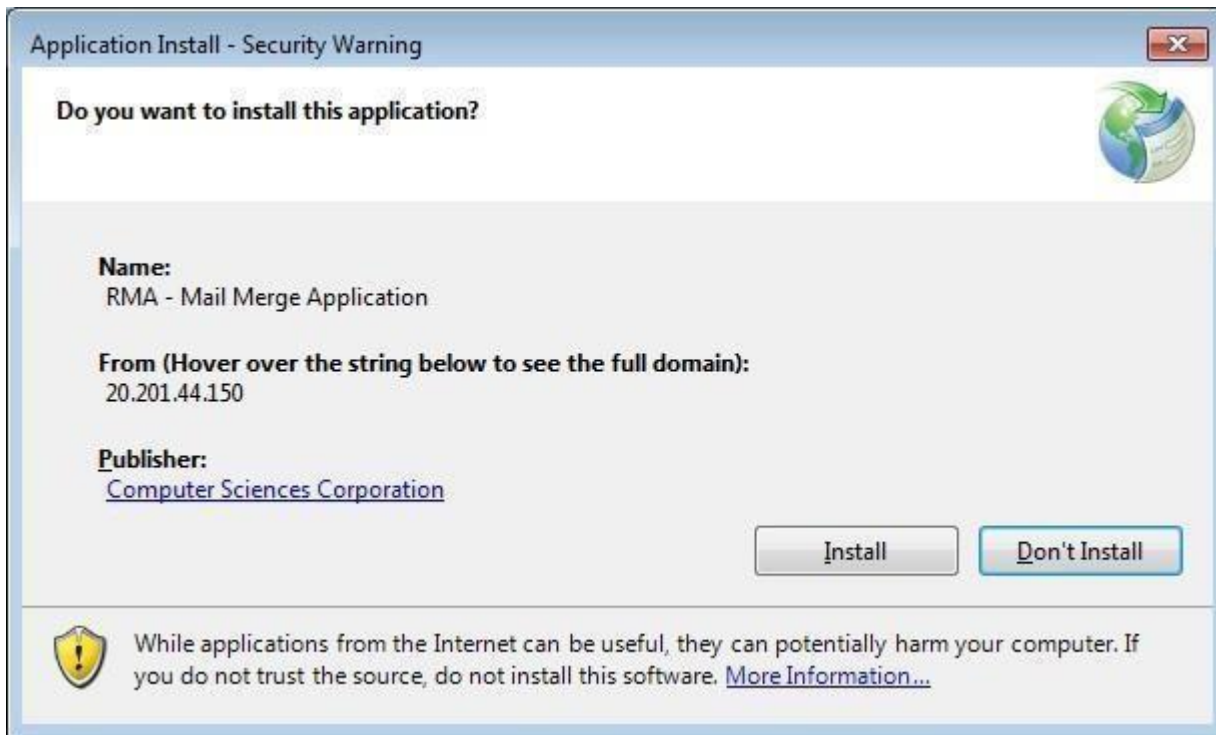 Application Install - Security Warning
Do you want to install this application?
Name:
RMA - Mail Merge Application
From (Hover over the string below to see the full domain):
20.201.44.150
Publisher:
Computer Sciences Corporation
Install
Don't Install
While applications from the Internet can be useful, they can potentially harm your computer. If
you do not trust the source, do not install this software. More Information...